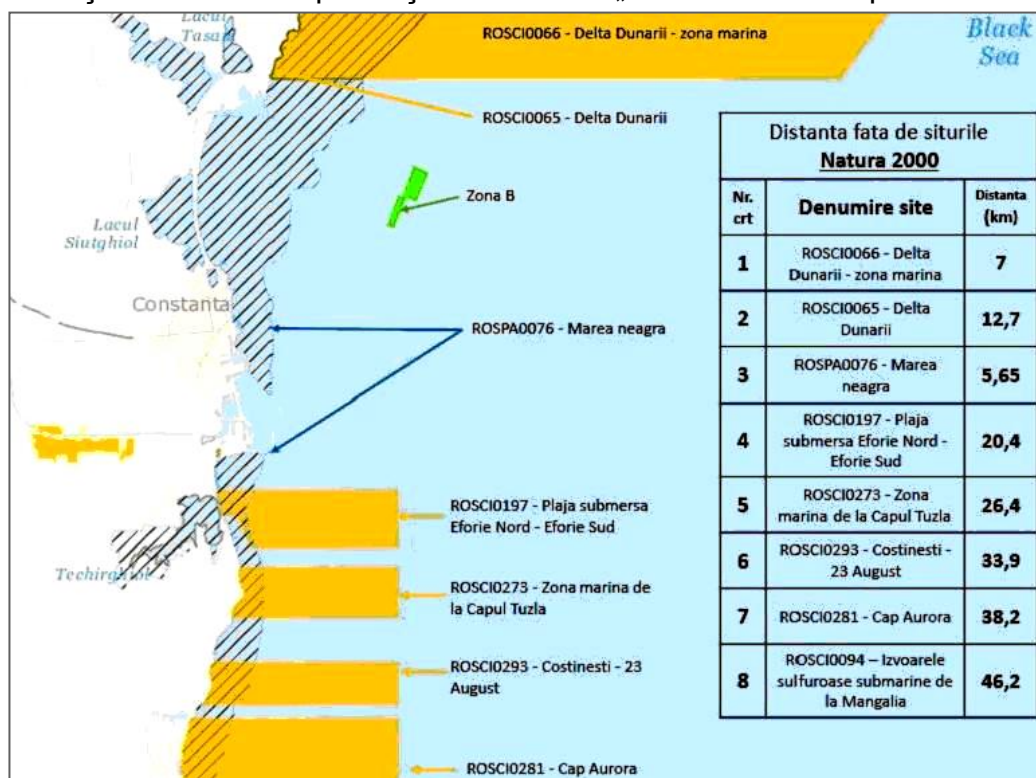 Lacul
Tasaul
ROSCI0066 - Delta Dunarii - zona marina
Black
Sea
ROSCI0065 - Delta Dunarii
Zona B
Lacul
Siutghiol
Constanta
ROSPA0076 - Marea neagra
ROSCI0197 - Plaja submersa
Eforie Nord - Eforie Sud
Techirghiol
ROSCI0273 - Zona marina de
la Capul Tuzla
ROSCI0293 - Costinesti - 23
August
ROSCI0281 - Cap Aurora
Distanta fata de siturile
Natura 2000
Nr.
crt
Denumire site
Distanta
(km)
1
ROSCI0066 - Delta
Dunarii - zona marina
7
2
ROSCI0065 - Delta
Dunarii
12,7
3
ROSPA0076 - Marea
neagra
5,65
4
ROSCI0197 - Plaja
submersa Eforie Nord -
Eforie Sud
20,4
5
ROSCI0273 - Zona
marina de la Capul Tuzla
26,4
6
ROSCI0293 - Costinesti -
23 August
33,9
7
ROSCI0281 - Cap Aurora
38,2
8
ROSCI0094 – Izvoarele
sulfuroase submarine de
la Mangalia
46,2